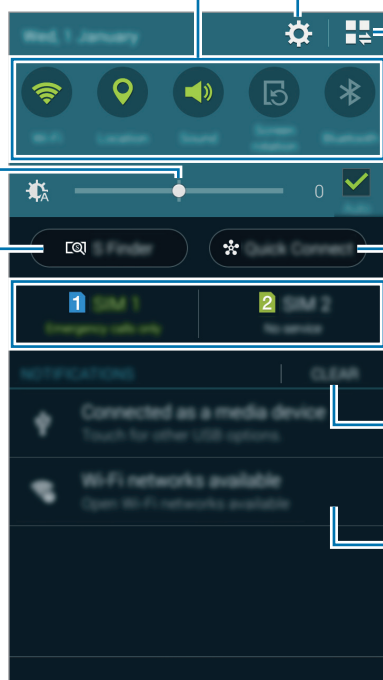 Wed, 1 January
Wi-Fi
Location
Sound
Screen
rotation
Bluetooth
0
Auto
S Finder
Quick Connect
1 SIM 1
Emergency calls only
2 SIM 2
No service
NOTIFICATIONS
CLEAR
Connected as a media device
Touch for other USB options.
Wi-Fi networks available
Open Wi-Fi networks available